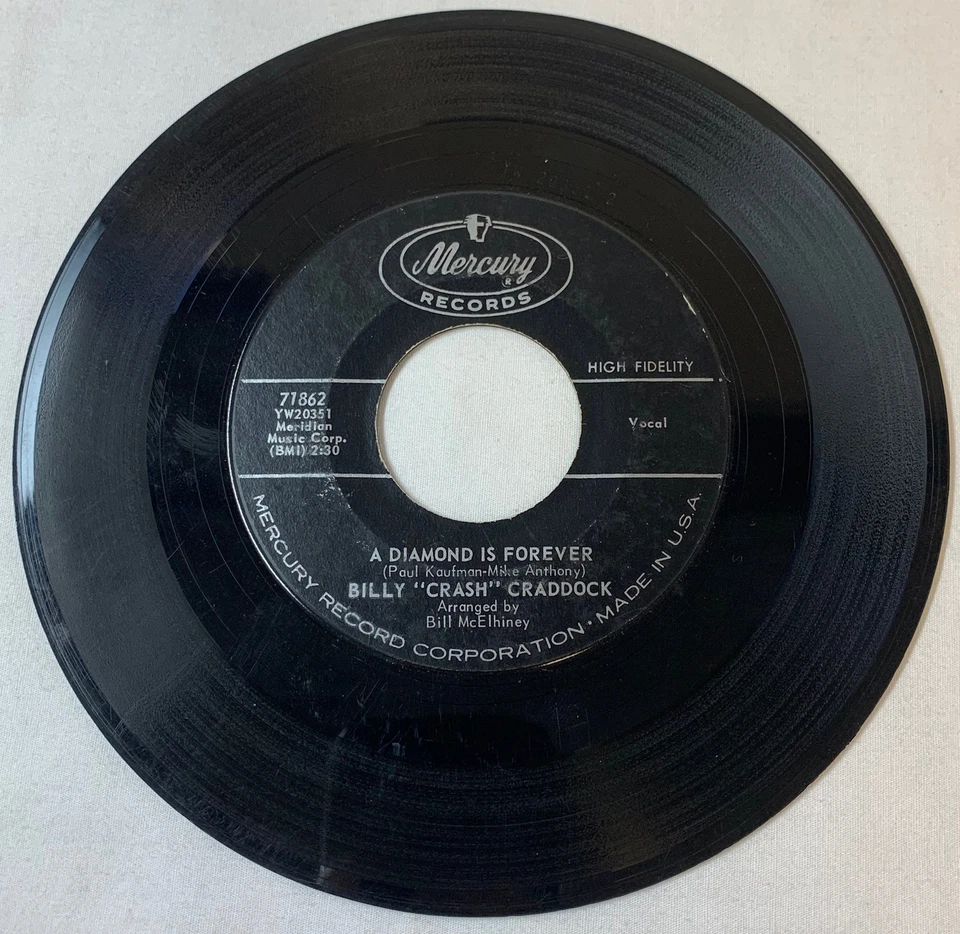 Mercury
®
RECORDS
HIGH FIDELITY
71862
YW20351
Meridian
Music Corp.
(BMI) 2:30
Vocal
A DIAMOND IS FOREVER
(Paul Kaufman-Mike Anthony)
BILLY "CRASH" CRADDOCK
Arranged by
Bill McElhiney
MERCURY RECORD CORPORATION • MADE IN U.S.A.